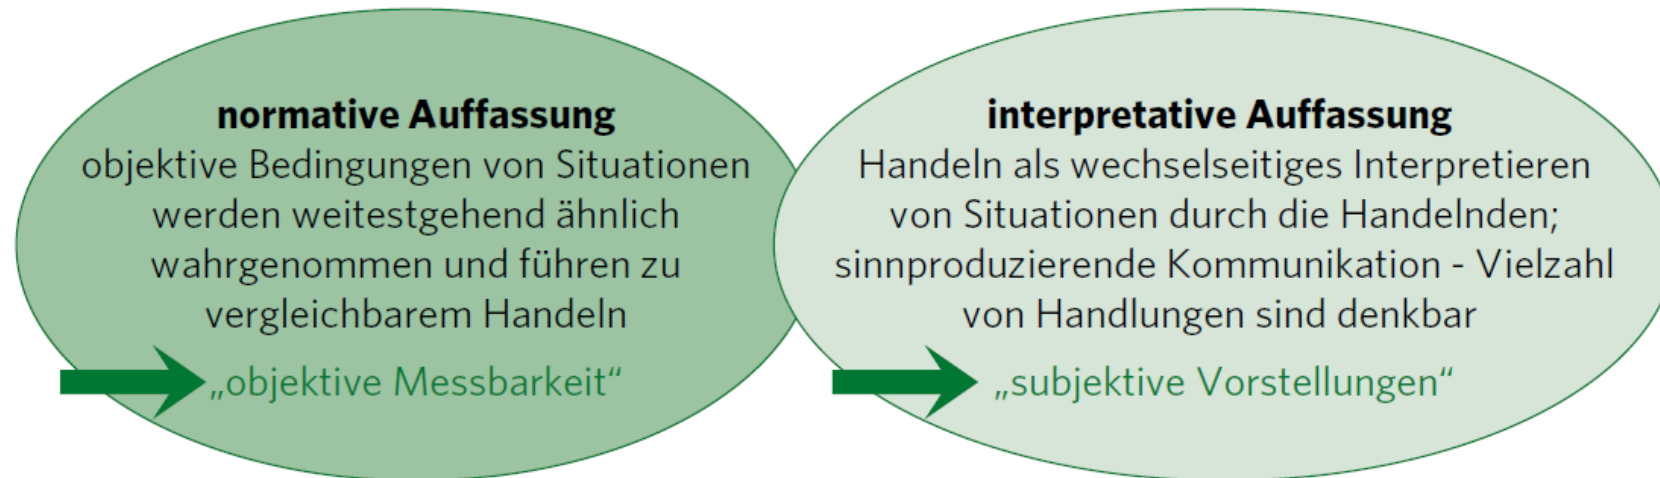 normative Auffassung
objektive Bedingungen von Situationen
werden weitestgehend ähnlich
wahrgenommen und führen zu
vergleichbarem Handeln
„objektive Messbarkeit“
interpretative Auffassung
Handeln als wechselseitiges Interpretieren
von Situationen durch die Handelnden;
sinnproduzierende Kommunikation - Vielzahl
von Handlungen sind denkbar
„subjektive Vorstellungen“